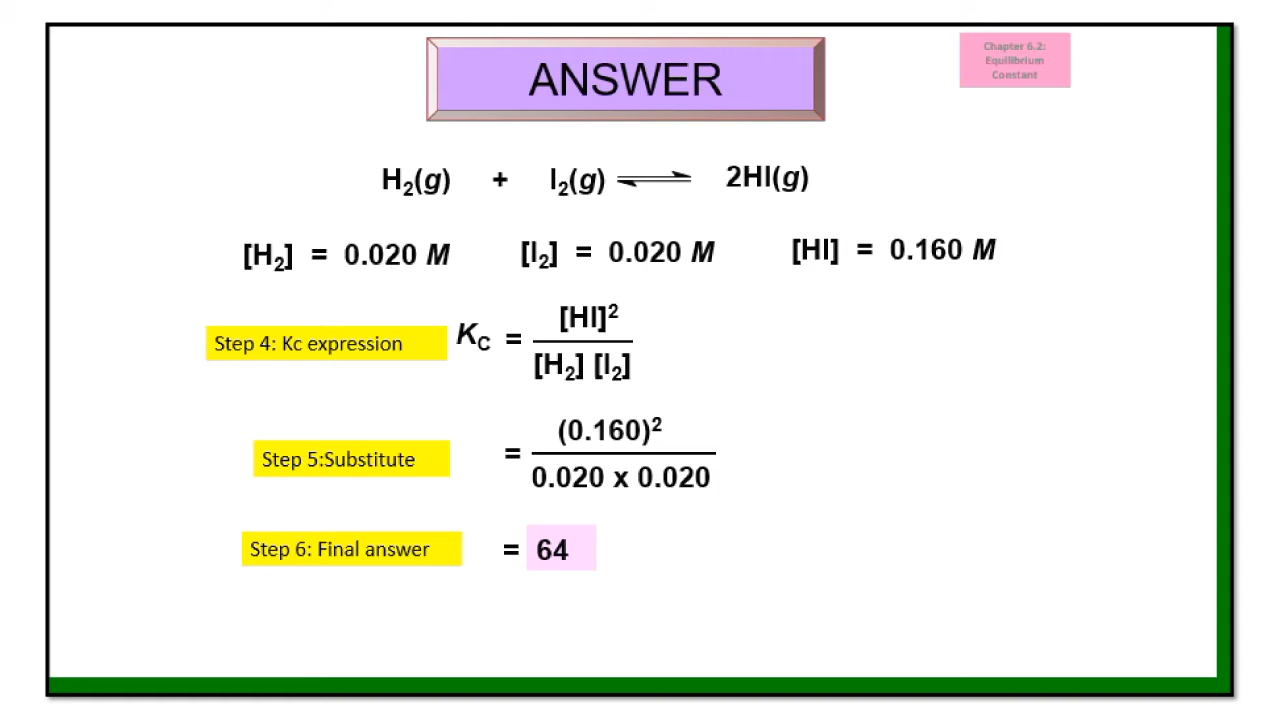 Chapter 6.2:
Equilibrium
Constant
ANSWER
H₂(g) + I₂(g) ⇌ 2HI(g)
[H₂] = 0.020 M [I₂] = 0.020 M [HI] = 0.160 M
Step 4: Kc expression K_C = [HI]² / [H₂] [I₂]
Step 5:Substitute = (0.160)² / 0.020 x 0.020
Step 6: Final answer = 64